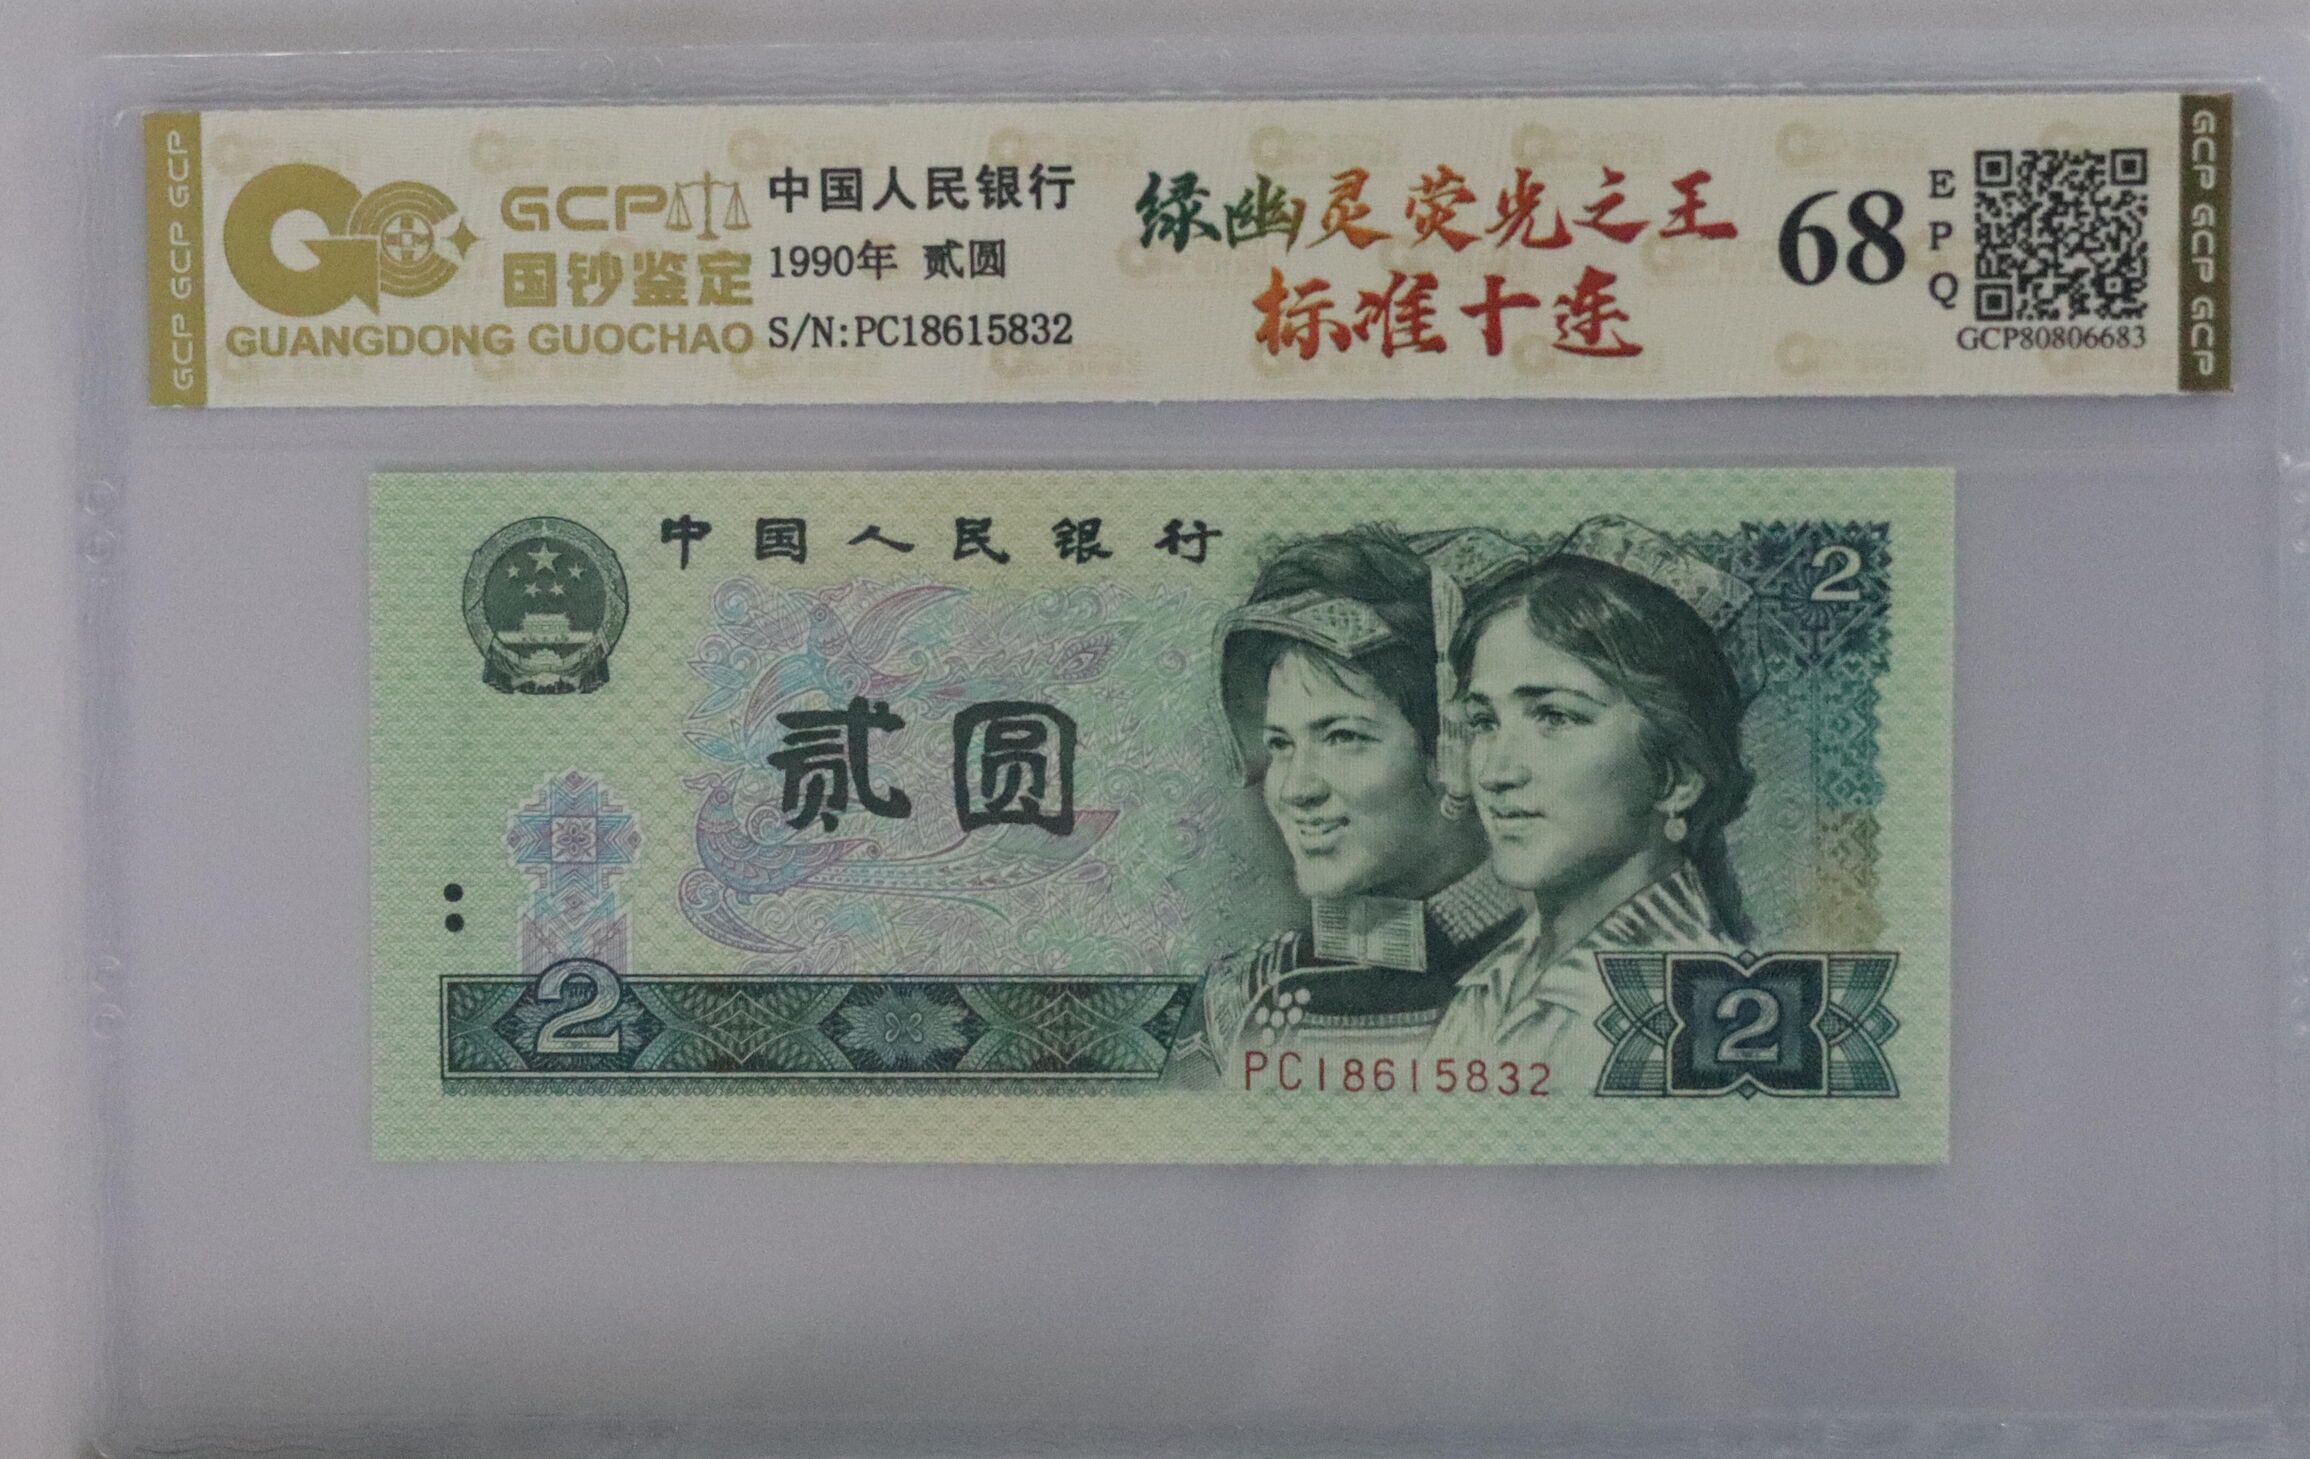 GCP GCP GCP
GCP
国钞鉴定
GUANGDONG GUOCHAO
中国人民银行
1990年 贰圆
S/N:PC18615832
绿幽灵荧光之王
标准十连
68
EPQ
GCP80806683
GCP GCP GCP
中国人民银行
2
贰圆
2
2
PC18615832